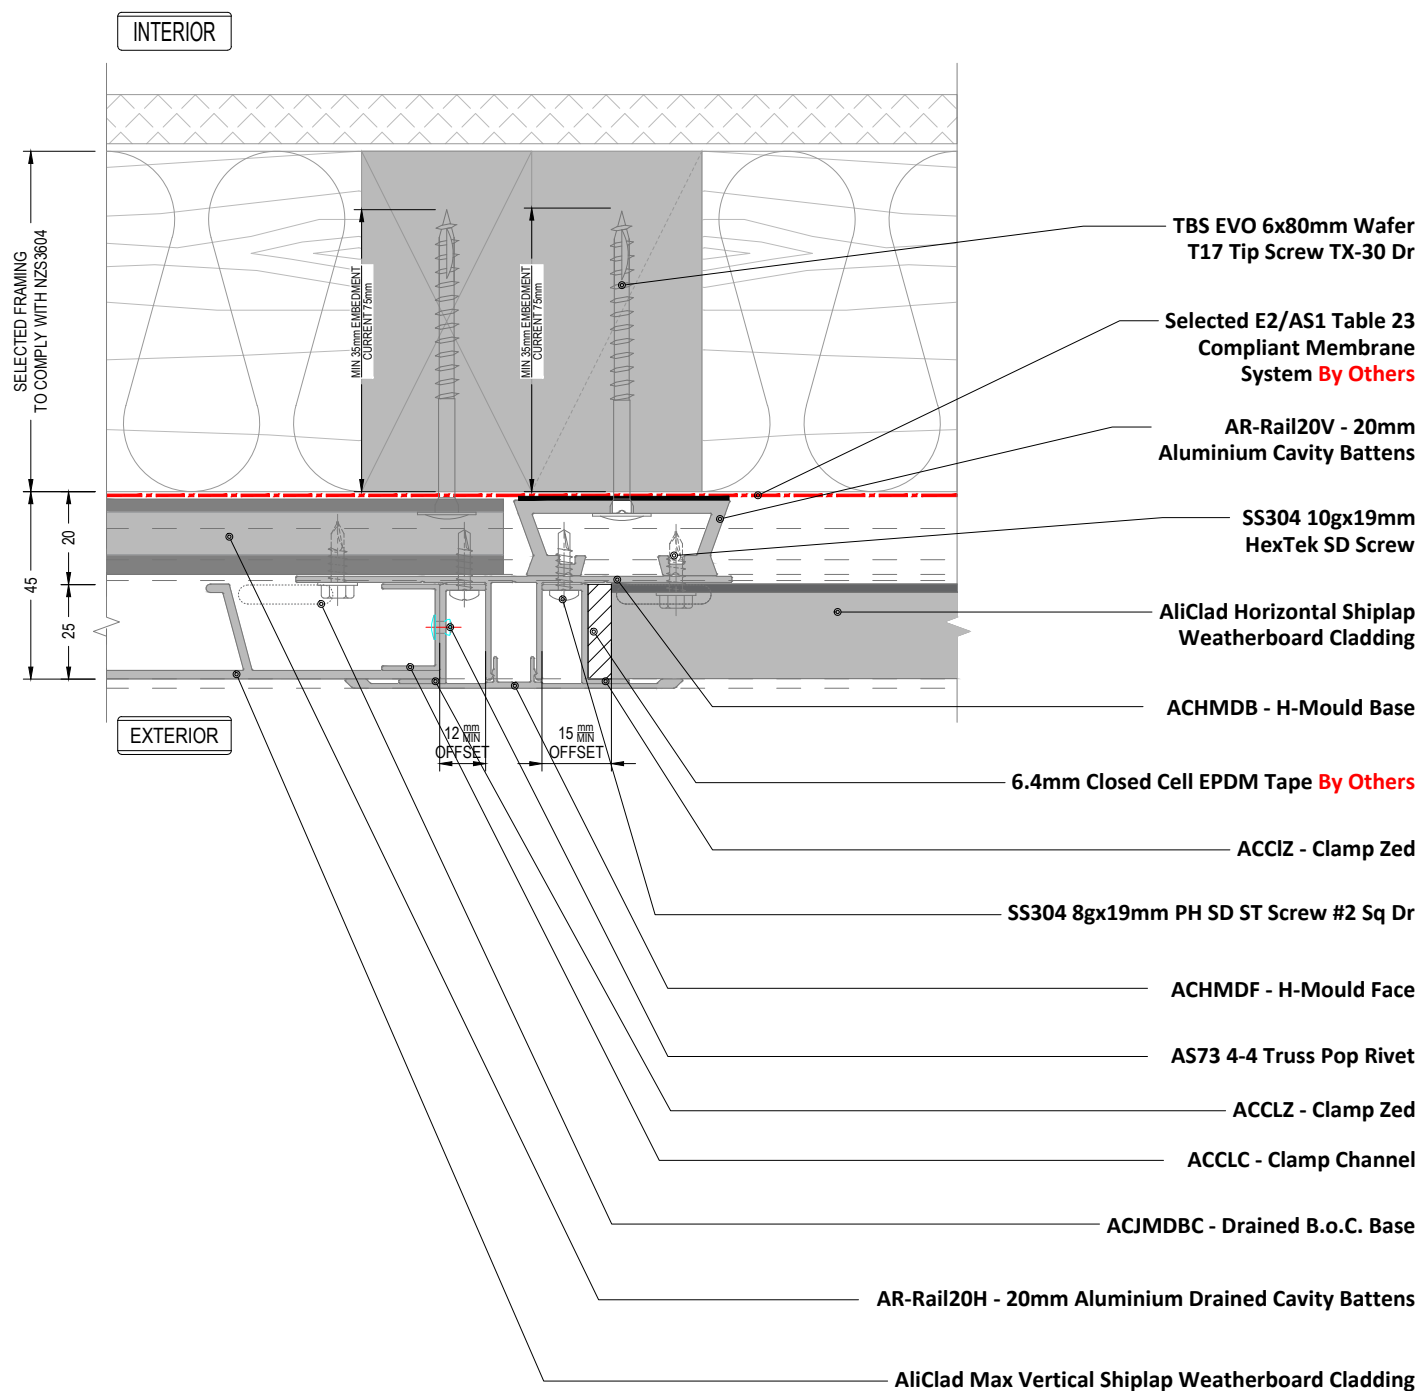 INTERIOR
SELECTED FRAMING
TO COMPLY WITH NZS3604
MIN 35mm EMBEDMENT
CURRENT 75mm
MIN 35mm EMBEDMENT
CURRENT 75mm
TBS EVO 6x80mm Wafer
T17 Tip Screw TX-30 Dr
Selected E2/AS1 Table 23
Compliant Membrane
System By Others
AR-Rail20V - 20mm
Aluminium Cavity Battens
SS304 10gx19mm
HexTek SD Screw
45
20
25
AliClad Horizontal Shiplap
Weatherboard Cladding
ACHMDB - H-Mould Base
EXTERIOR
12 mm MIN
OFFSET
15 mm MIN
OFFSET
6.4mm Closed Cell EPDM Tape By Others
ACClZ - Clamp Zed
SS304 8gx19mm PH SD ST Screw #2 Sq Dr
ACHMDF - H-Mould Face
AS73 4-4 Truss Pop Rivet
ACCLZ - Clamp Zed
ACCLC - Clamp Channel
ACJMDBC - Drained B.o.C. Base
AR-Rail20H - 20mm Aluminium Drained Cavity Battens
AliClad Max Vertical Shiplap Weatherboard Cladding